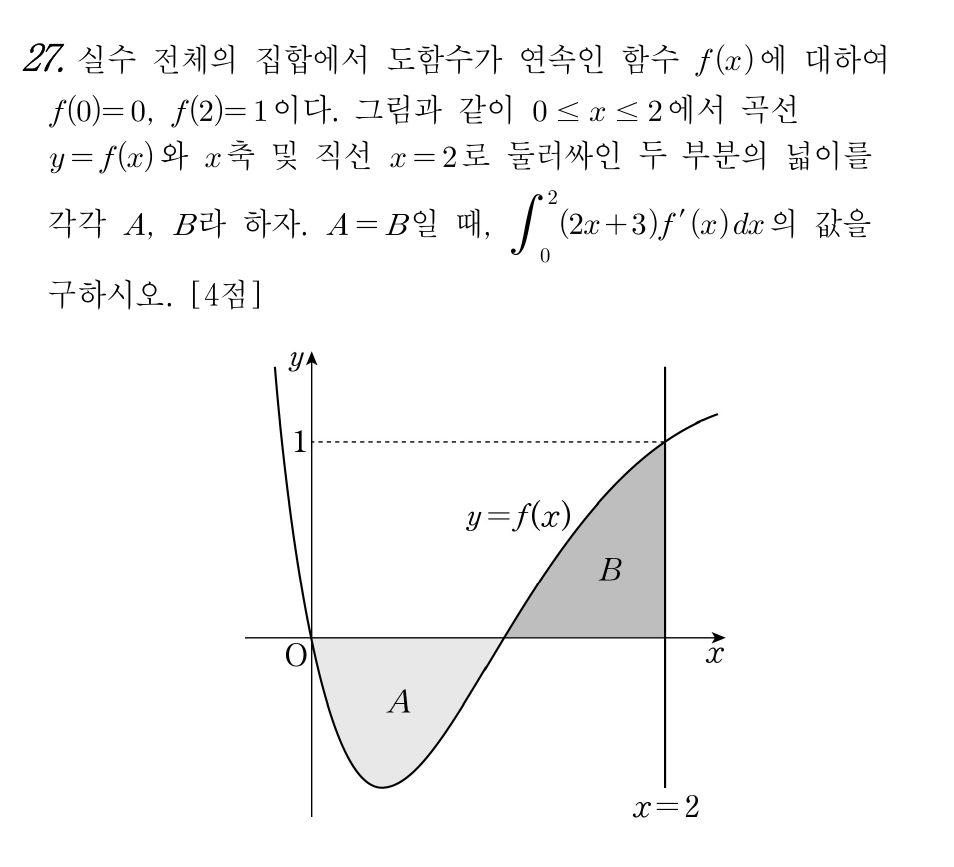 27. 실수 전체의 집합에서 도함수가 연속인 함수 f(x)에 대하여
f(0)=0, f(2)=1이다. 그림과 같이 0≤x≤2에서 곡선
y=f(x)와 x축 및 직선 x=2로 둘러싸인 두 부분의 넓이를
각각 A, B라 하자. A=B일 때, ∫₀²(2x+3)f′(x)dx의 값을
구하시오. [4점]
y
1
y=f(x)
B
O
x
A
x=2